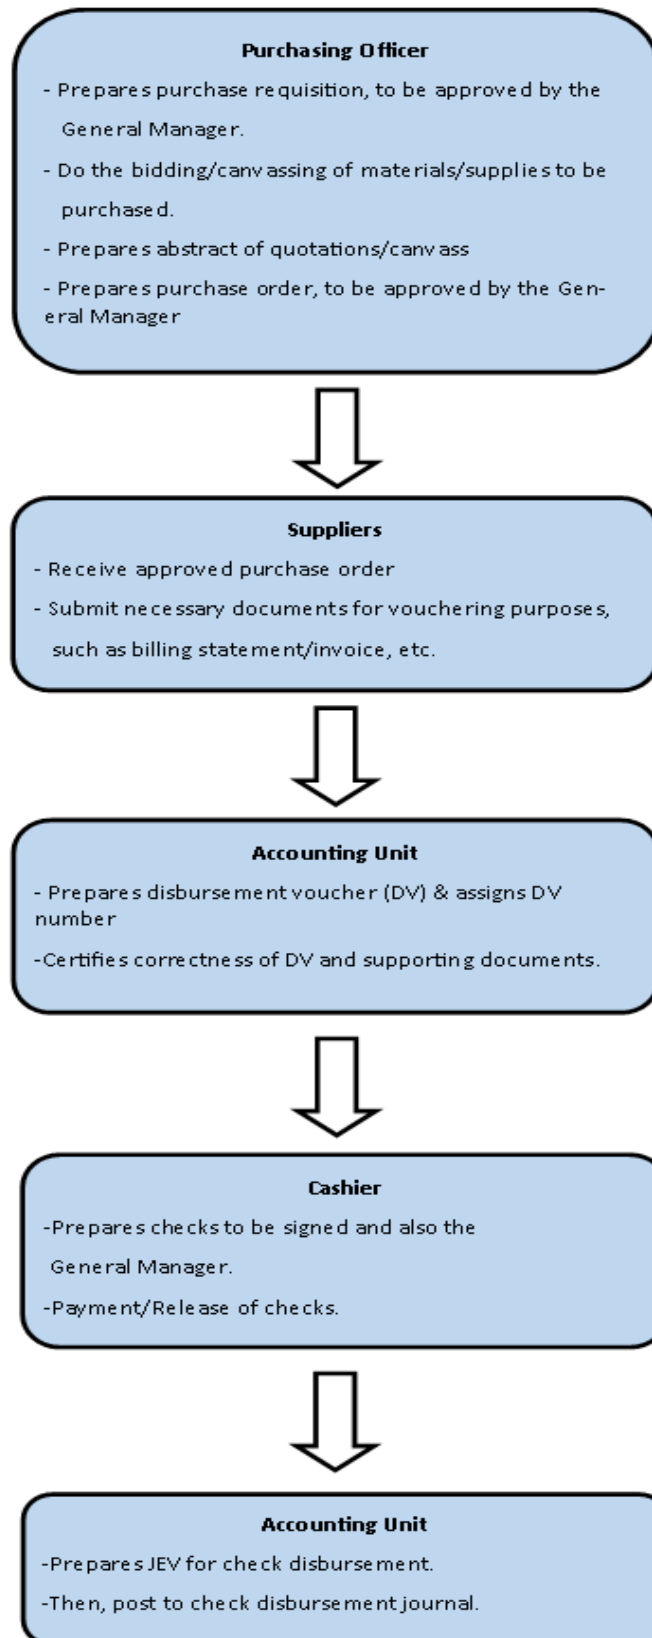 Purchasing Officer
- Prepares purchase requisition, to be approved by the
General Manager.
- Do the bidding/canvassing of materials/supplies to be
purchased.
- Prepares abstract of quotations/canvass
- Prepares purchase order, to be approved by the Gen-
eral Manager
Suppliers
- Receive approved purchase order
- Submit necessary documents for vouchering purposes,
such as billing statement/invoice, etc.
Accounting Unit
- Prepares disbursement voucher (DV) & assigns DV
number
-Certifies correctness of DV and supporting documents.
Cashier
-Prepares checks to be signed and also the
General Manager.
-Payment/Release of checks.
Accounting Unit
-Prepares JEV for check disbursement.
-Then, post to check disbursement journal.